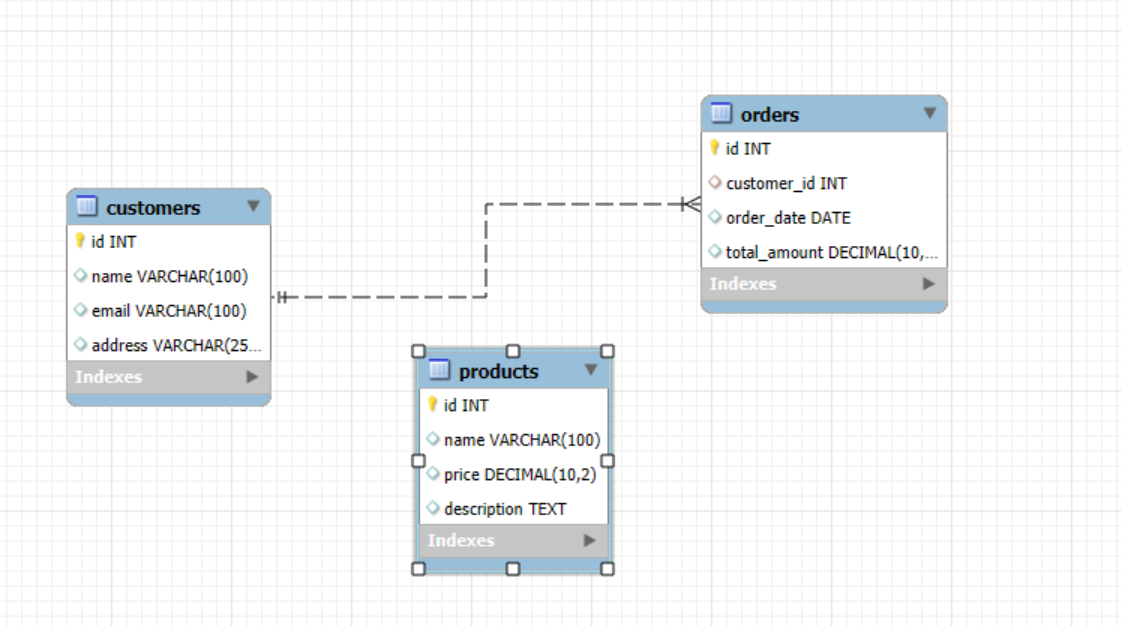 customers
id INT
name VARCHAR(100)
email VARCHAR(100)
address VARCHAR(25...
Indexes
orders
id INT
customer_id INT
order_date DATE
total_amount DECIMAL(10,...
Indexes
products
id INT
name VARCHAR(100)
price DECIMAL(10,2)
description TEXT
Indexes